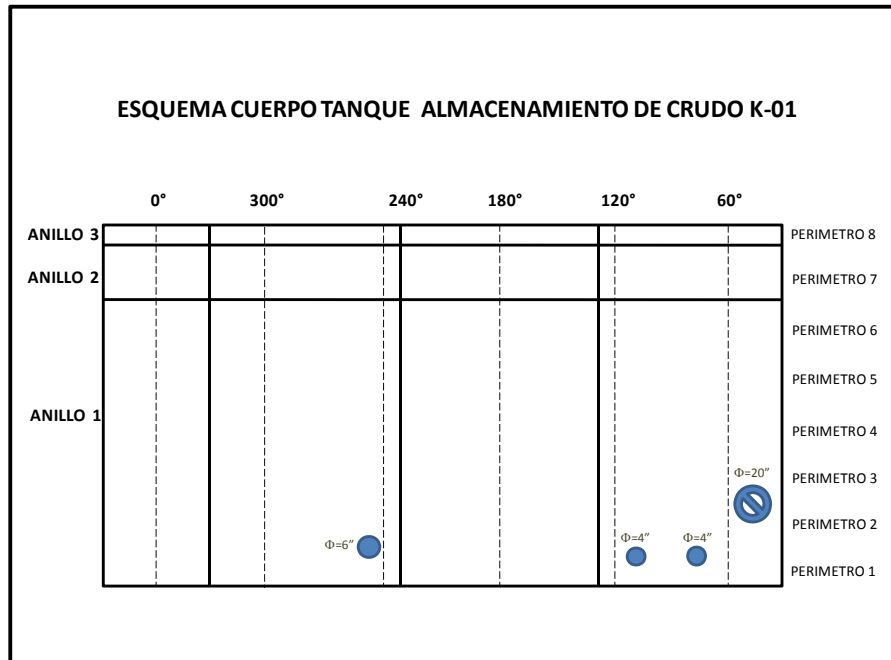 ESQUEMA CUERPO TANQUE ALMACENAMIENTO DE CRUDO K-01
0° 300° 240° 180° 120° 60°
ANILLO 3
PERIMETRO 8
ANILLO 2
PERIMETRO 7
PERIMETRO 6
PERIMETRO 5
ANILLO 1
PERIMETRO 4
Φ=20”
PERIMETRO 3
PERIMETRO 2
Φ=6”
Φ=4”
Φ=4”
PERIMETRO 1